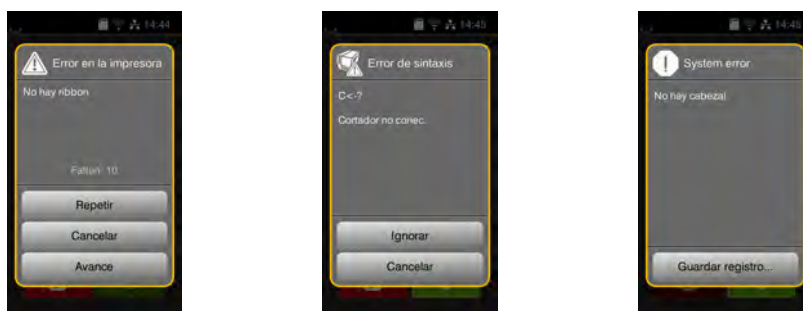 14:44
Error en la impresora
No hay ribbon
Faltan: 10
Repetir
Cancelar
Avance
14:45
Error de sintaxis
C<-?
Cortador no conec.
Ignorar
Cancelar
14:45
System error
No hay cabezal
Guardar registro...